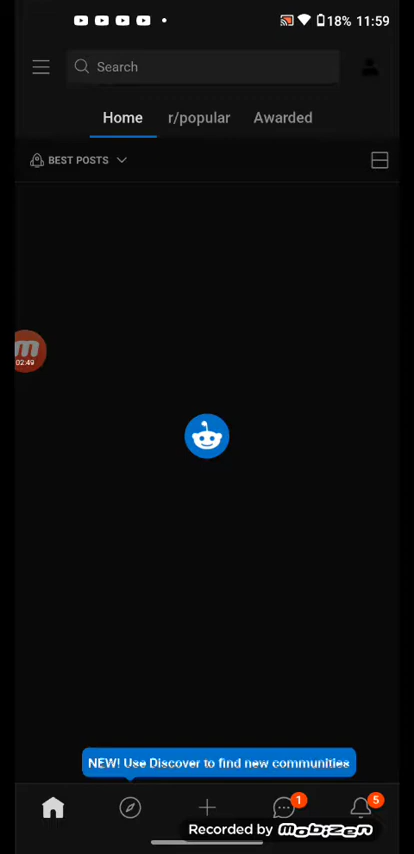 18% 11:59
Search
Home r/popular Awarded
BEST POSTS
m
02:49
NEW! Use Discover to find new communities
1 5
Recorded by mobizen